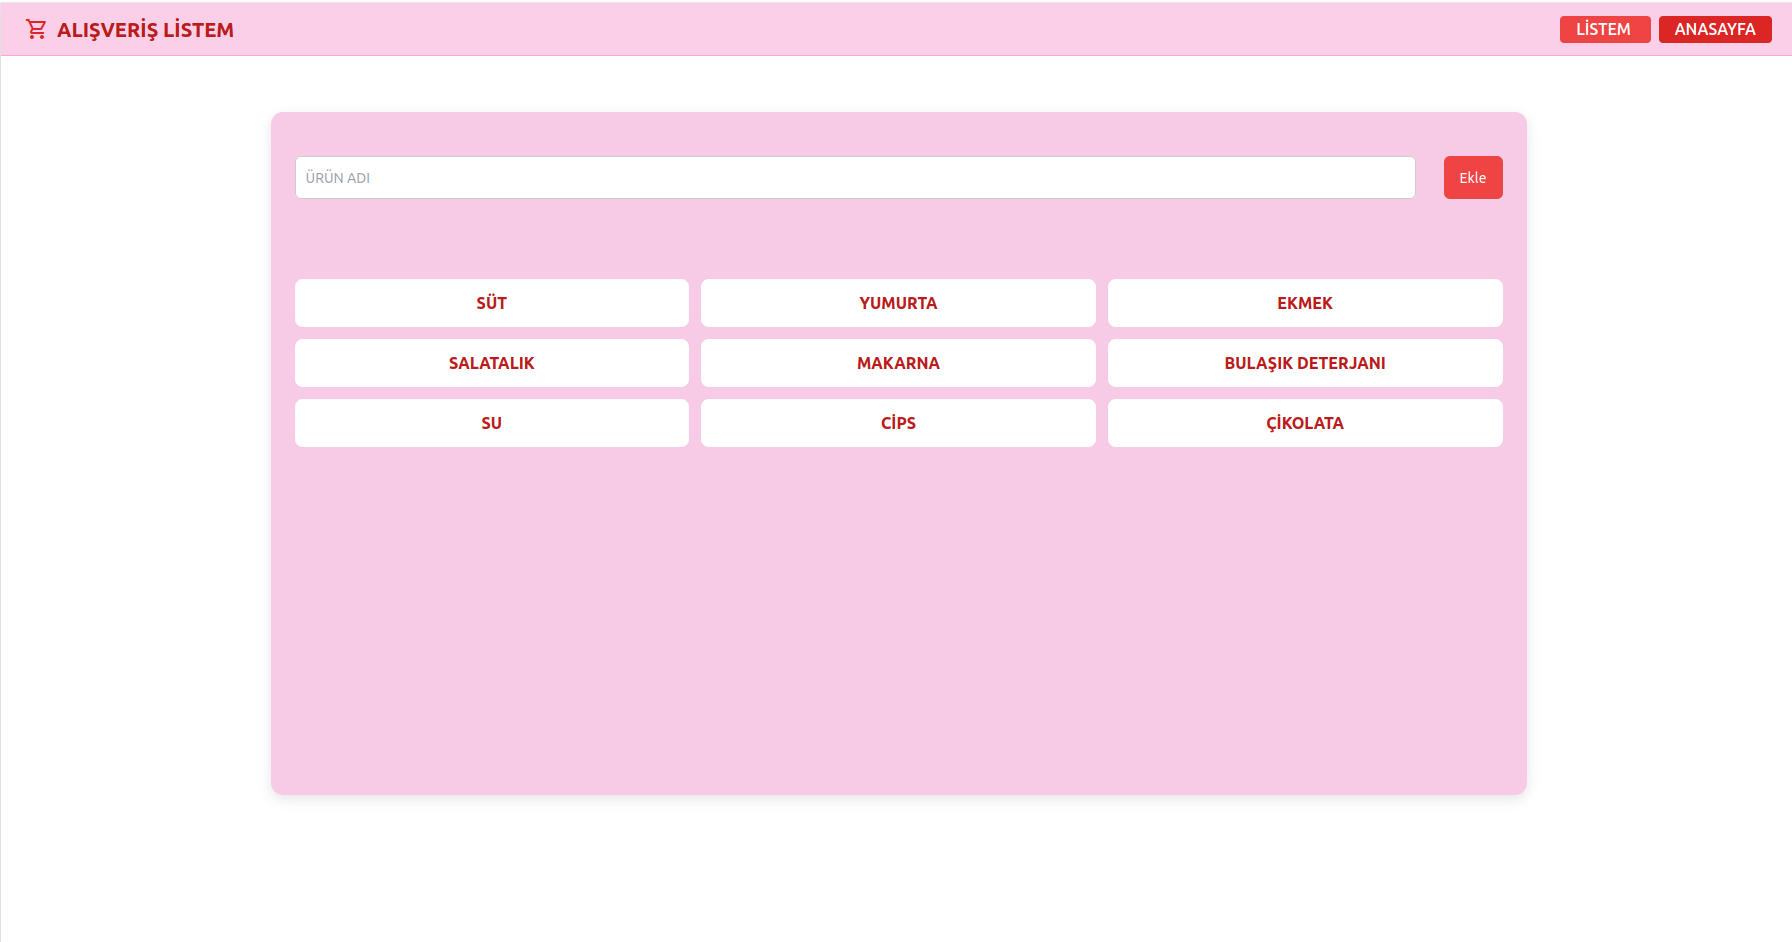 ALIŞVERİŞ LİSTEM
LİSTEM
ANASAYFA
ÜRÜN ADI
Ekle
SÜT
YUMURTA
EKMEK
SALATALIK
MAKARNA
BULAŞIK DETERJANI
SU
CİPS
ÇİKOLATA